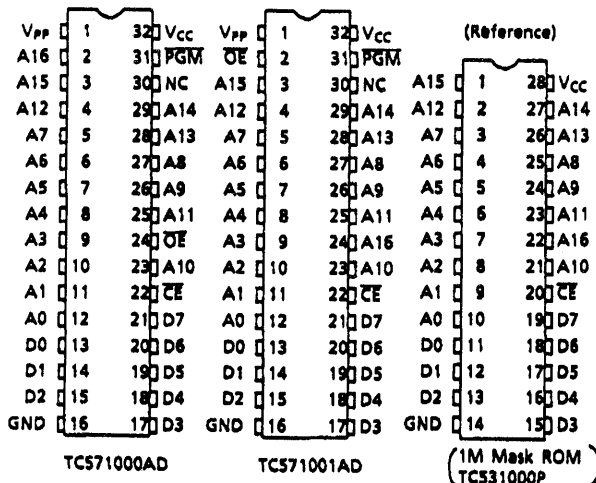 (Reference)
VPP 1 32 VCC
A16 2 31 PGM
A15 3 30 NC
A12 4 29 A14
A7 5 28 A13
A6 6 27 A8
A5 7 26 A9
A4 8 25 A11
A3 9 24 OE
A2 10 23 A10
A1 11 22 CE
A0 12 21 D7
D0 13 20 D6
D1 14 19 D5
D2 15 18 D4
GND 16 17 D3
TC571000AD
VPP 1 32 VCC
OE 2 31 PGM
A15 3 30 NC
A12 4 29 A14
A7 5 28 A13
A6 6 27 A8
A5 7 26 A9
A4 8 25 A11
A3 9 24 A16
A2 10 23 A10
A1 11 22 CE
A0 12 21 D7
D0 13 20 D6
D1 14 19 D5
D2 15 18 D4
GND 16 17 D3
TC571001AD
A15 1 28 VCC
A12 2 27 A14
A7 3 26 A13
A6 4 25 A8
A5 5 24 A9
A4 6 23 A11
A3 7 22 A16
A2 8 21 A10
A1 9 20 CE
A0 10 19 D7
D0 11 18 D6
D1 12 17 D5
D2 13 16 D4
GND 14 15 D3
(1M Mask ROM
TC531000P)